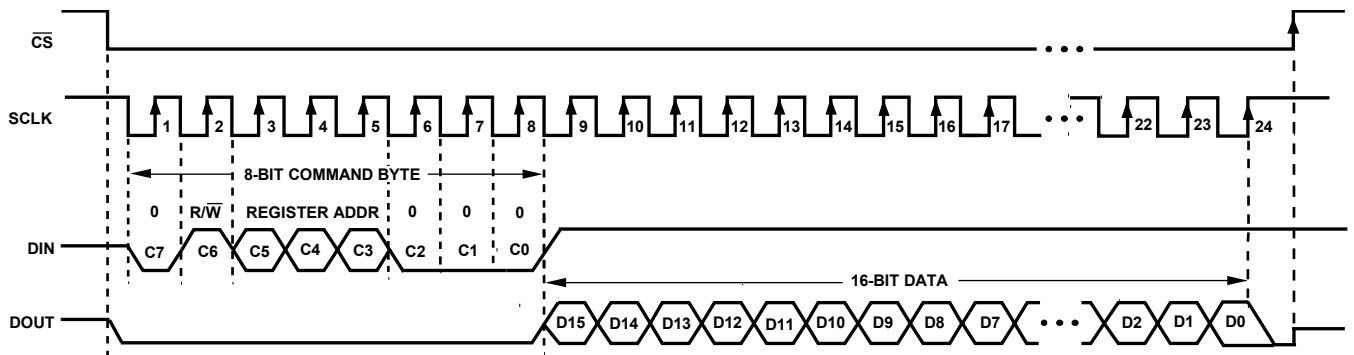 CS
SCLK
1 2 3 4 5 6 7 8 9 10 11 12 13 14 15 16 17 22 23 24
8-BIT COMMAND BYTE
0 R/W REGISTER ADDR 0 0 0
DIN
C7 C6 C5 C4 C3 C2 C1 C0
16-BIT DATA
DOUT
D15 D14 D13 D12 D11 D10 D9 D8 D7 D2 D1 D0